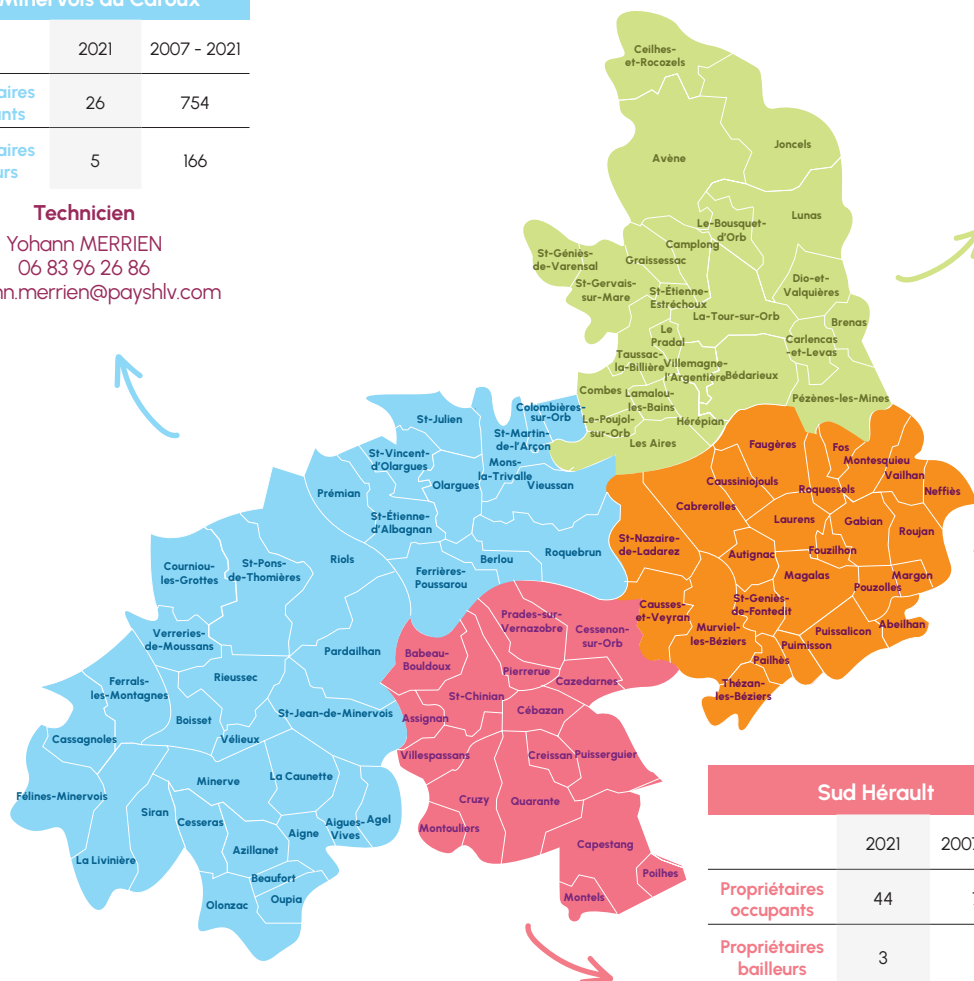 Minervois au Caroux
2021 2007 - 2021
26 754
5 166
Technicien
Yohann MERRIEN
06 83 96 26 86
n.merrien@payshlv.com
Ceilhes-
et-Rocozels
Avène
Joncels
Lunas
Le-Bousquet-
d'Orb
Camplong
Graissessac
St-Géniès-
de-Varensal
St-Gervais-
sur-Mare
St-Étienne-
Estréchoux
Dio-et-
Valquières
La-Tour-sur-Orb
Brenas
Le
Pradal
Carlencas
-et-Levas
Taussac-
la-Billière
Villemagne-
l'Argentière
Bédarieux
Combes
Lamalou-
les-Bains
Pézènes-les-Mines
Le-Poujol-
sur-Orb
Hérépian
Les Aires
Colombières-
sur-Orb
St-Julien
St-Martin-
de-l'Arçon
St-Vincent-
d'Olargues
Mons-
la-Trivalle
Olargues
Vieussan
Prémian
St-Étienne-
d'Albagnan
Roquebrun
Berlou
Riols
Ferrières-
Poussarou
St-Pons-
de-Thomières
Courniou-
les-Grottes
Verreries-
de-Moussans
Pardailhan
Rieussec
Ferrals-
les-Montagnes
St-Jean-de-Minervois
Boisset
Vélieux
Cassagnoles
La Caunette
Minerve
Félines-Minervois
Siran
Cesseras
Aigues-
Vives
Agel
Aigne
Azillanet
La Livinière
Beaufort
Oupia
Olonzac
Faugères
Fos
Montesquieu
Vailhan
Neffiès
Caussiniojouls
Roquessels
Cabrerolles
Laurens
Gabian
Roujan
St-Nazaire-
de-Ladarez
Autignac
Fouzilhon
Magalas
Margon
Pouzolles
Causses-
et-Veyran
St-Geniès-
de-Fontedit
Abeilhan
Murviel-
les-Béziers
Puissalicon
Puimisson
Pailhès
Thézan-
les-Béziers
Prades-sur-
Vernazobre
Cessenon-
sur-Orb
Babeau-
Bouldoux
Pierrerue
Cazedarnes
St-Chinian
Cébazan
Assignan
Villespassans
Creissan
Puisserguier
Cruzy
Quarante
Montouliers
Capestang
Poilhes
Montels
Sud Hérault
2021 2007
Propriétaires
occupants 44
Propriétaires
bailleurs 3